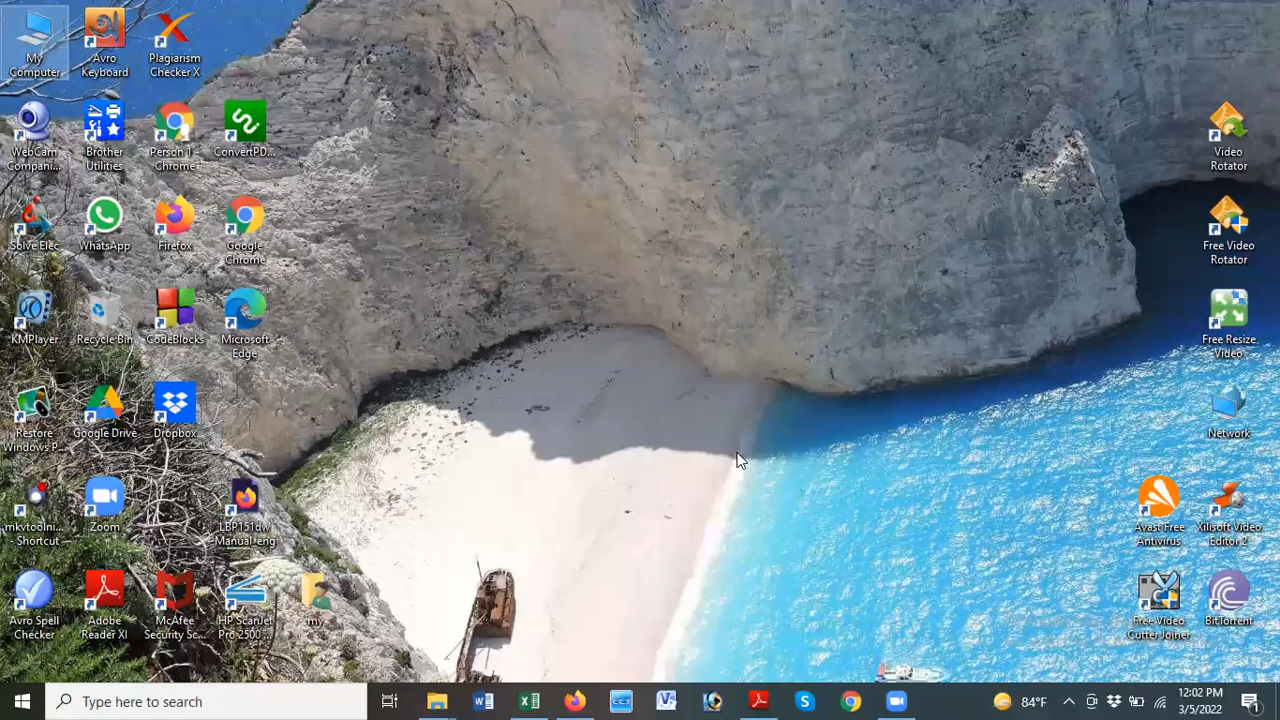 My
Computer
Avro
Keyboard
Plagiarism
Checker X
WebCam
Compani...
Brother
Utilities
Person 1 -
Chrome
ConvertPD...
Solve Elec
WhatsApp
Firefox
Google
Chrome
KMPlayer
Recycle Bin
CodeBlocks
Microsoft
Edge
Restore
Windows P...
Google Drive
Dropbox
mkvtoolni...
- Shortcut
Zoom
LBP151dw
Manual_eng
Avro Spell
Checker
Adobe
Reader XI
McAfee
Security Sc...
HP ScanJet
Pro 2500 ...
my
Video
Rotator
Free Video
Rotator
Free Resize
Video
Network
Avast Free
Antivirus
Xilisoft Video
Editor 2
Free Video
Cutter Joiner
BitTorrent
Type here to search
84°F
12:02 PM
3/5/2022